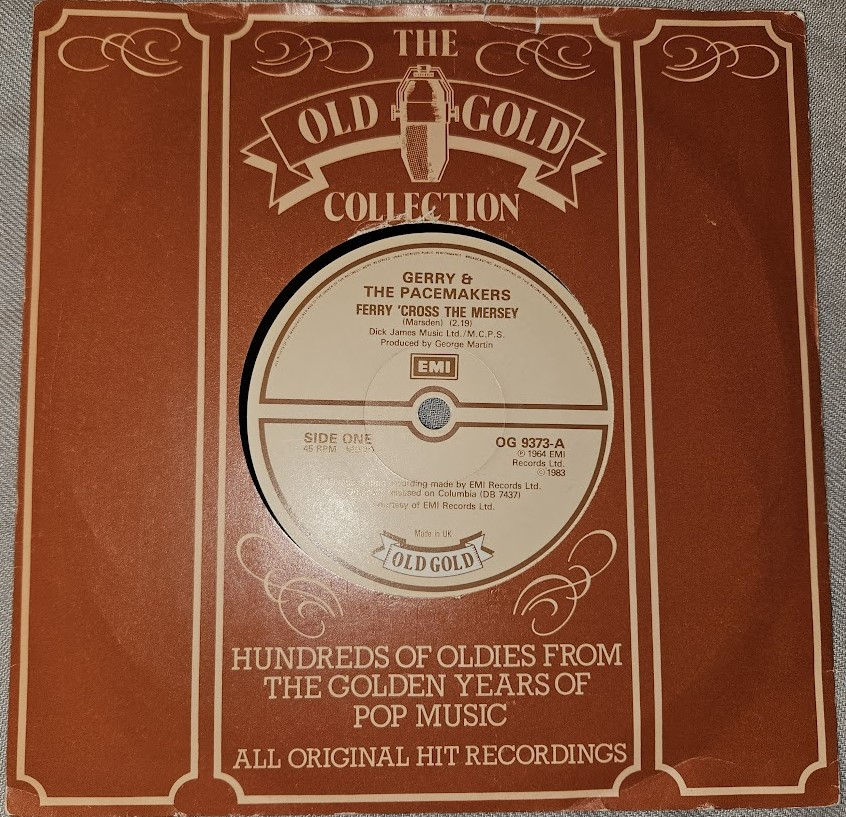 THE
OLD GOLD
COLLECTION
GERRY &
THE PACEMAKERS
FERRY 'CROSS THE MERSEY
(Marsden) (2.19)
Dick James Music Ltd./M.C.P.S.
Produced by George Martin
EMI
SIDE ONE
45 RPM
OG 9373-A
℗ 1964 EMI
Records Ltd.
© 1983
made by EMI Records Ltd.
on Columbia (DB 7437)
of EMI Records Ltd.
Made in UK
OLD GOLD
HUNDREDS OF OLDIES FROM
THE GOLDEN YEARS OF
POP MUSIC
ALL ORIGINAL HIT RECORDINGS